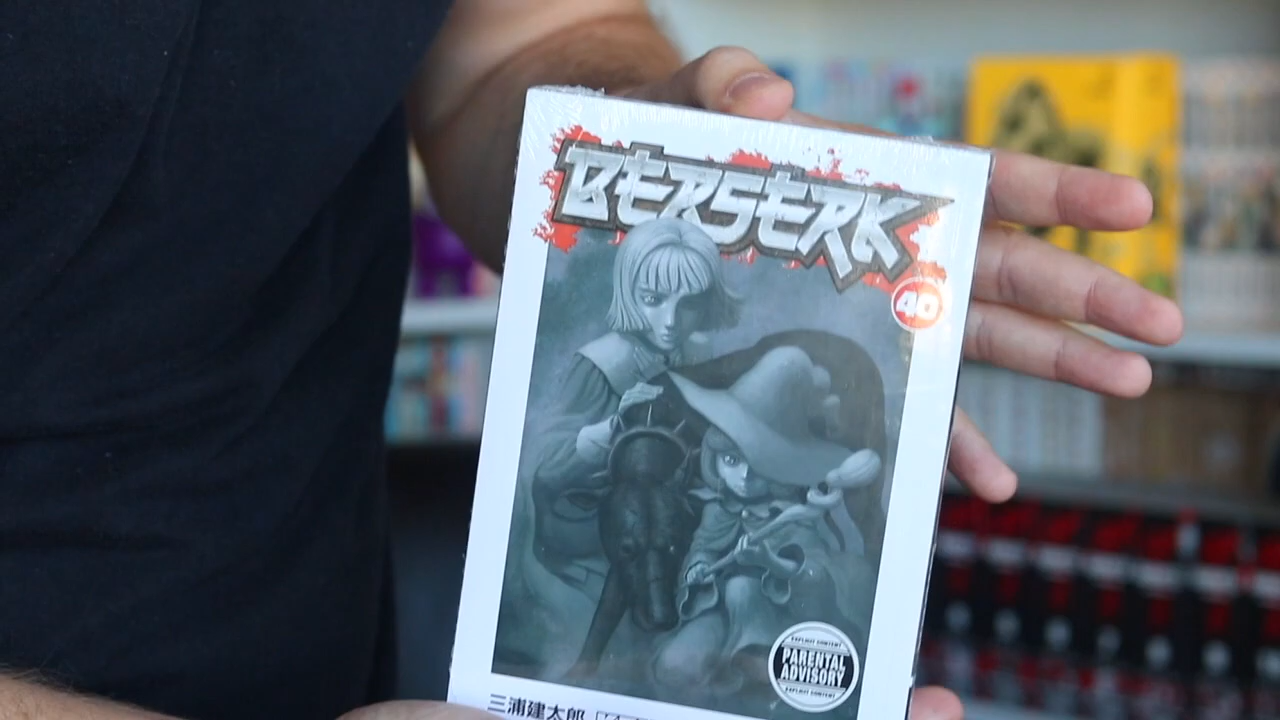 BERSERK
40
EXPLICIT CONTENT
PARENTAL
ADVISORY
EXPLICIT CONTENT
三浦建太郎